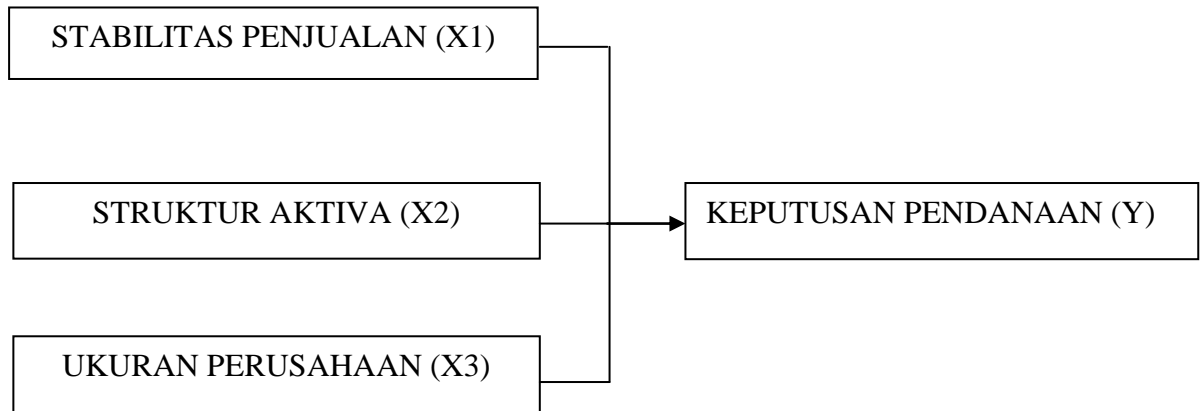 STABILITAS PENJUALAN (X1)
STRUKTUR AKTIVA (X2)
KEPUTUSAN PENDANAAN (Y)
UKURAN PERUSAHAAN (X3)